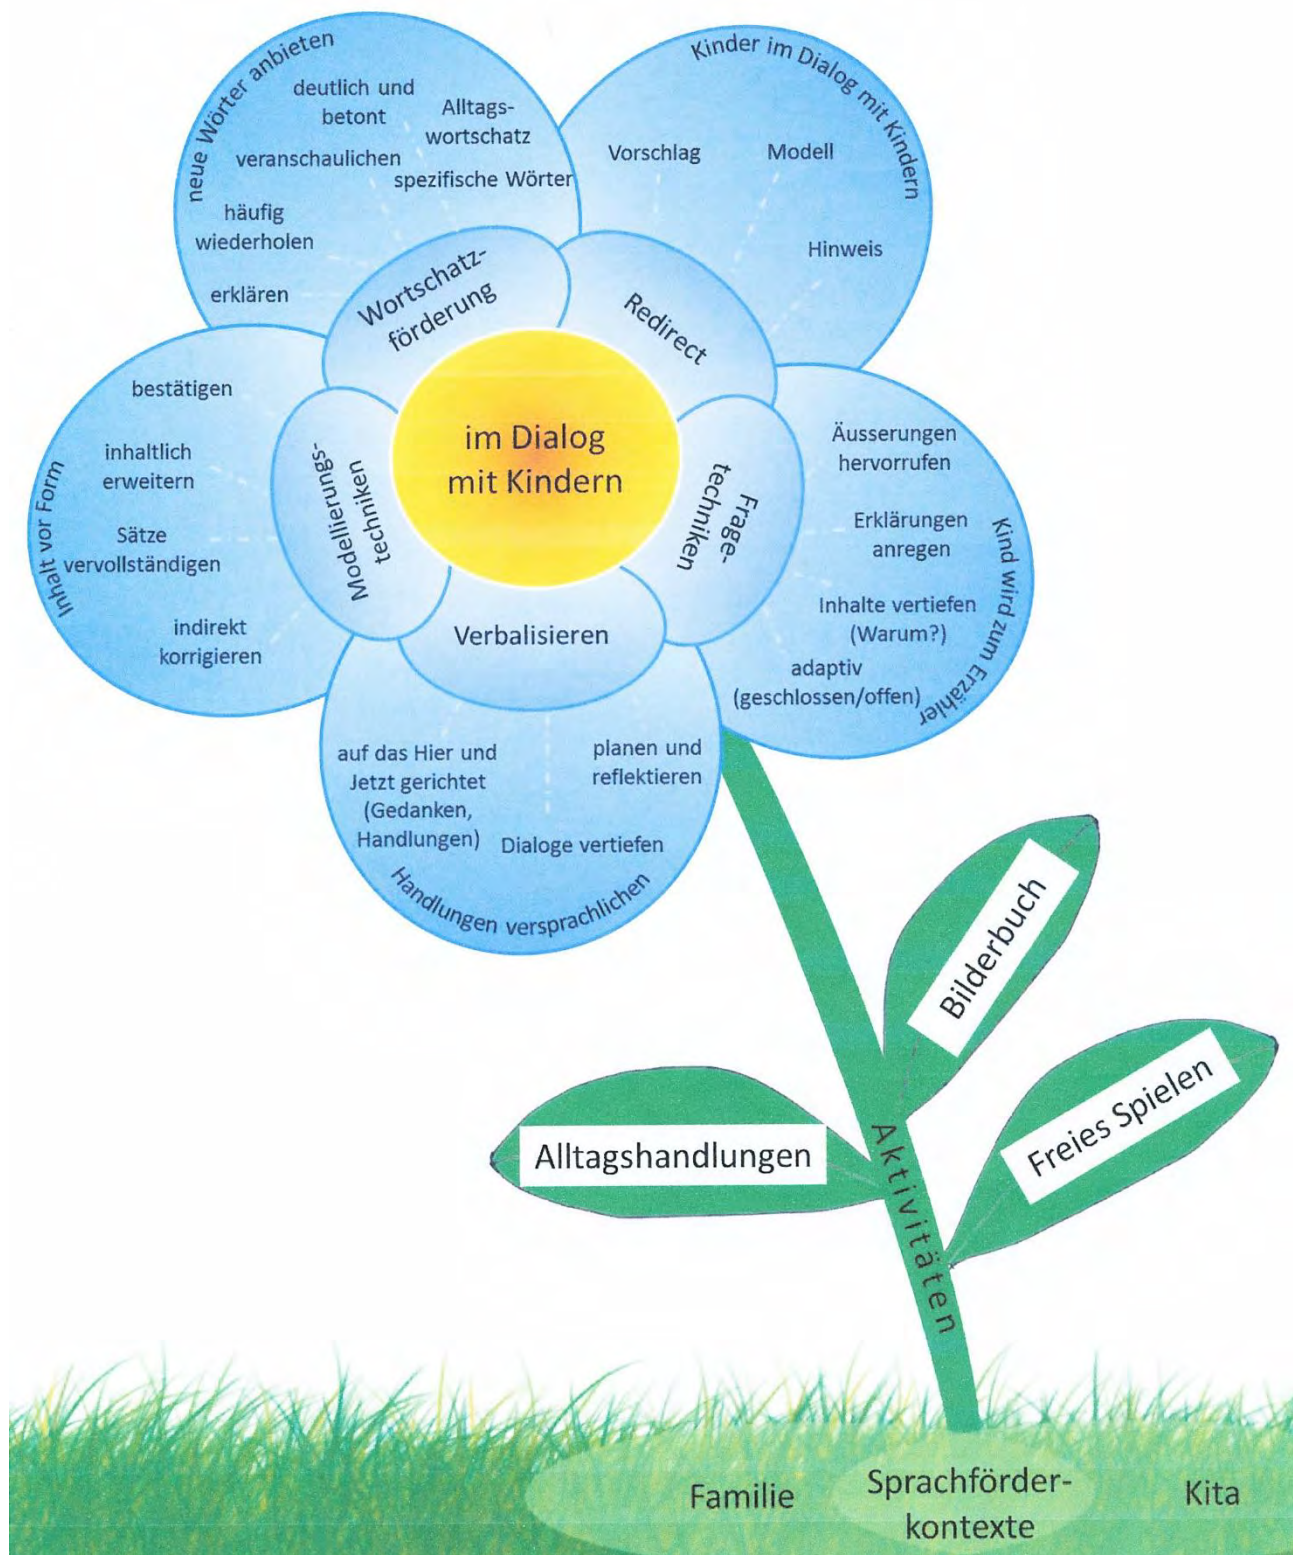 neue Wörter anbieten
deutlich und
betont
Alltags-
wortschatz
veranschaulichen
spezifische Wörter
häufig
wiederholen
erklären
Wortschatz-
förderung
Kinder im Dialog mit Kindern
Vorschlag
Modell
Hinweis
Redirect
Inhalt vor Form
bestätigen
inhaltlich
erweitern
Sätze
vervollständigen
indirekt
korrigieren
Modellierungs-
techniken
im Dialog
mit Kindern
Frage-
techniken
Äusserungen
hervorrufen
Erklärungen
anregen
Inhalte vertiefen
(Warum?)
adaptiv
(geschlossen/offen)
Kind wird zum Erzähler
Verbalisieren
auf das Hier und
Jetzt gerichtet
(Gedanken,
Handlungen)
planen und
reflektieren
Dialoge vertiefen
Handlungen versprachlichen
Bilderbuch
Freies Spielen
Alltagshandlungen
Aktivitäten
Familie
Sprachförder-
kontexte
Kita